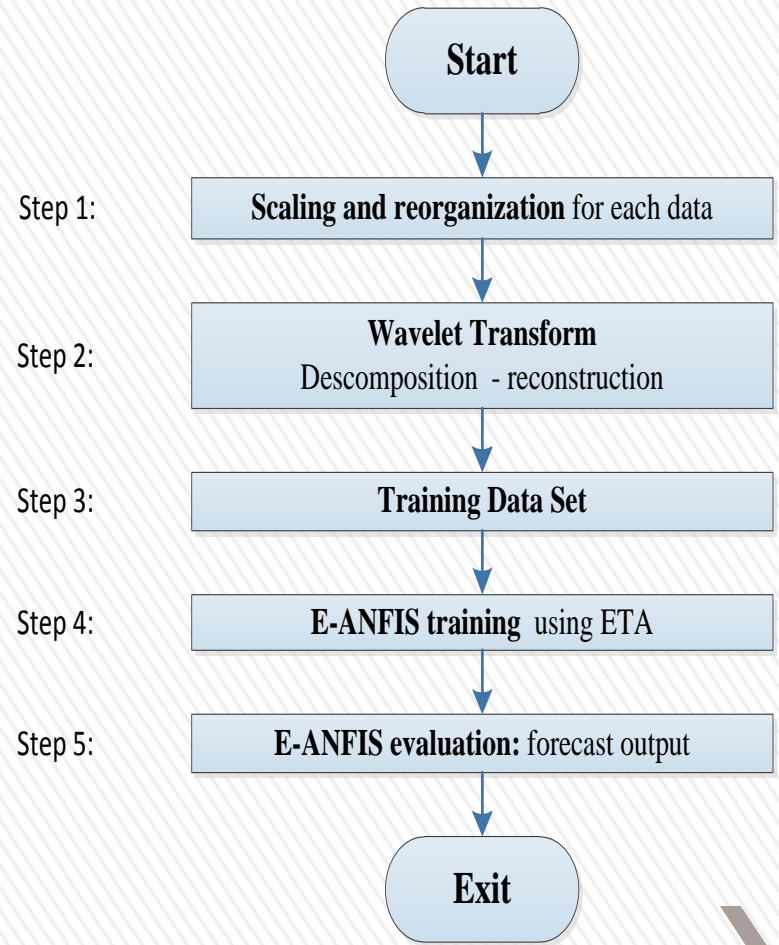 Start
Step 1:
Scaling and reorganization for each data
Step 2:
Wavelet Transform
Descomposition - reconstruction
Step 3:
Training Data Set
Step 4:
E-ANFIS training using ETA
Step 5:
E-ANFIS evaluation: forecast output
Exit